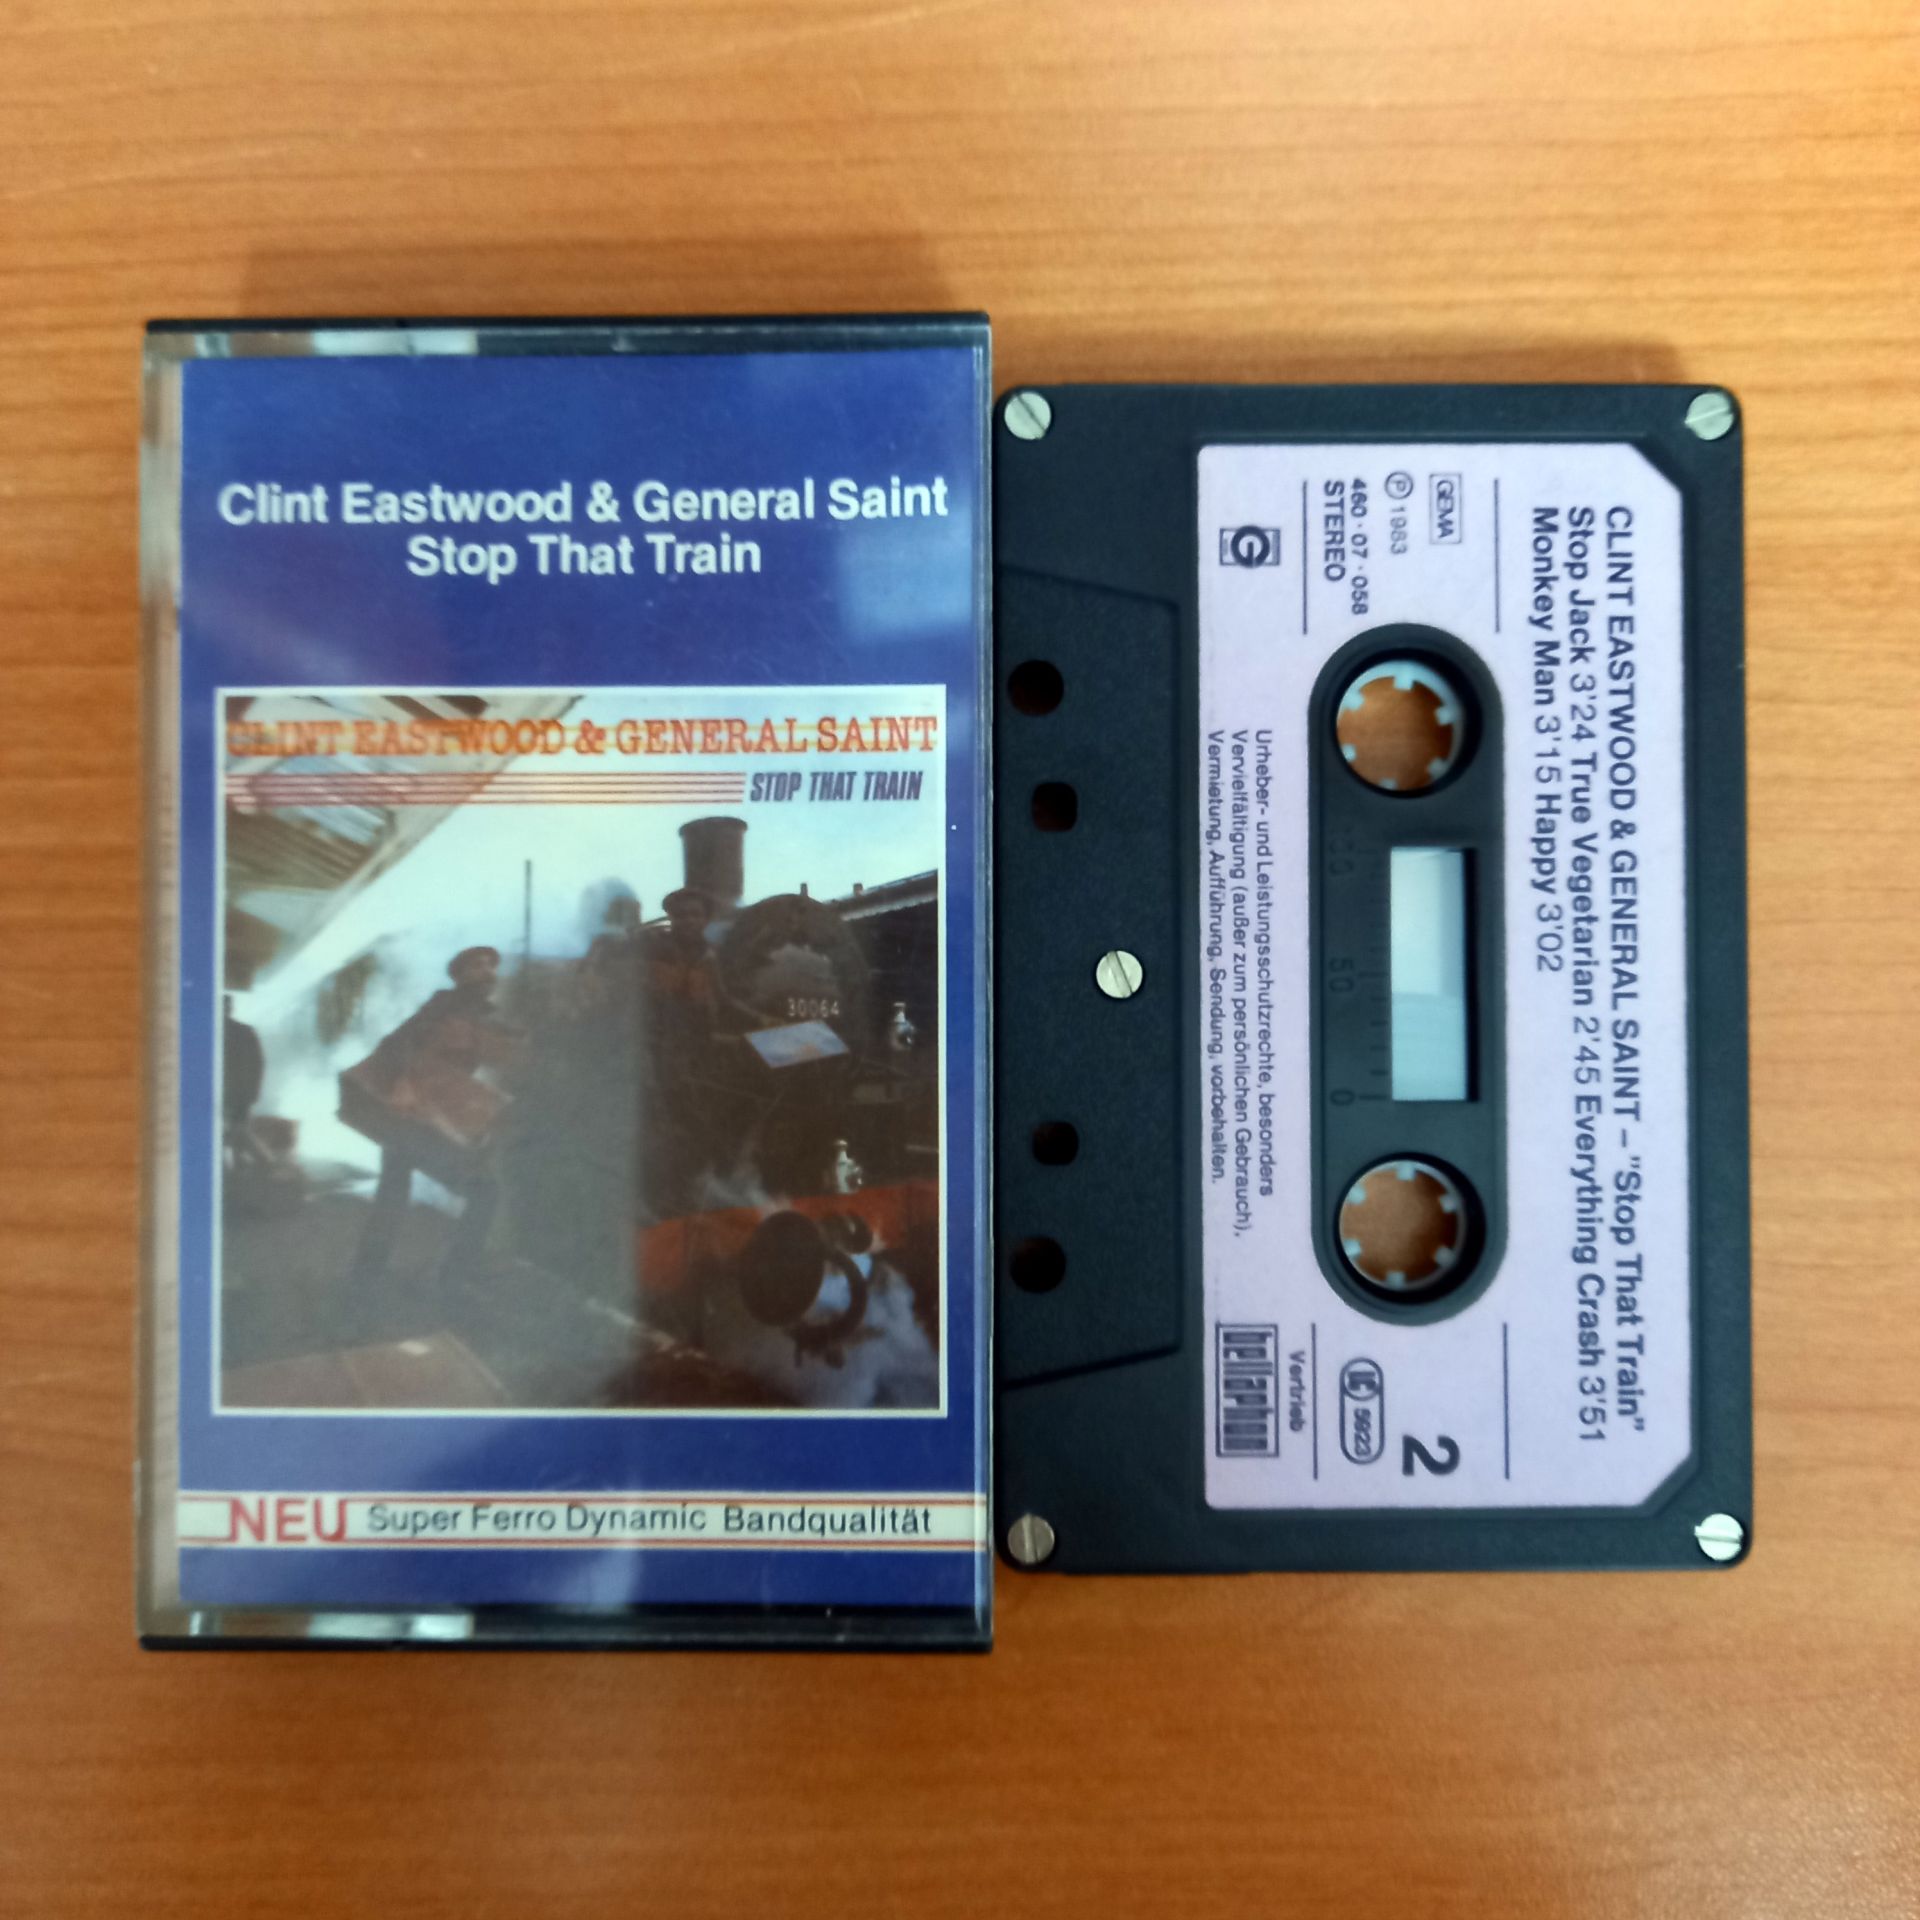 Clint Eastwood & General Saint
Stop That Train
CLINT EASTWOOD & GENERAL SAINT
STOP THAT TRAIN
30064
NEU Super Ferro Dynamic Bandqualität
CLINT EASTWOOD & GENERAL SAINT – "Stop That Train"
Stop Jack 3'24 True Vegetarian 2'45 Everything Crash 3'51
Monkey Man 3'15 Happy 3'02
GEMA
Ⓟ 1983
460 · 07 · 058
STEREO
G
100 50 0
2
LC 5923
Vertrieb
bellaphon
Urheber- und Leistungsschutzrechte, besonders
Vervielfältigung (außer zum persönlichen Gebrauch),
Vermietung, Aufführung, Sendung, vorbehalten.